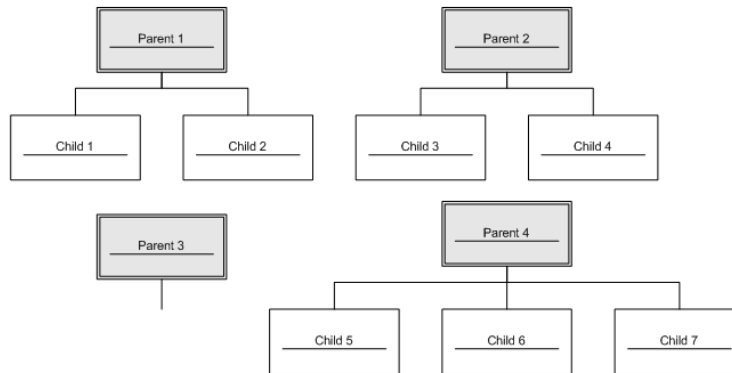 Parent 1
Parent 2
Child 1
Child 2
Child 3
Child 4
Parent 3
Parent 4
Child 5
Child 6
Child 7